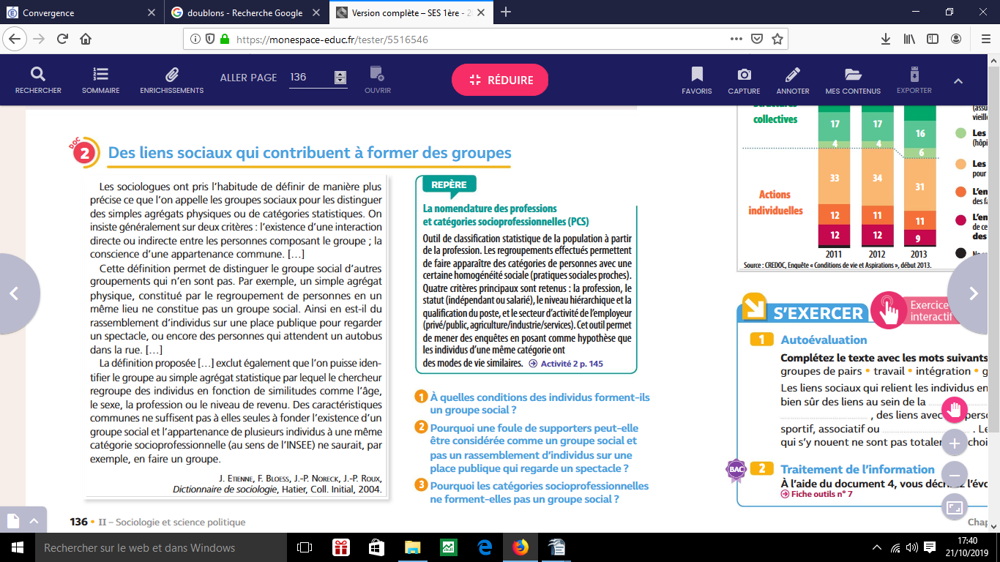 Convergence
doublons - Recherche Google
Version complète – SES 1ère - 2
https://monespace-educ.fr/tester/5516546
RECHERCHER
SOMMAIRE
ENRICHISSEMENTS
ALLER PAGE 136
OUVRIR
RÉDUIRE
FAVORIS
CAPTURE
ANNOTER
MES CONTENUS
EXPORTER
DOC
2 Des liens sociaux qui contribuent à former des groupes
Les sociologues ont pris l'habitude de définir de manière plus
précise ce que l'on appelle les groupes sociaux pour les distinguer
des simples agrégats physiques ou de catégories statistiques. On
insiste généralement sur deux critères : l'existence d'une interaction
directe ou indirecte entre les personnes composant le groupe ; la
conscience d'une appartenance commune. […]
Cette définition permet de distinguer le groupe social d'autres
groupements qui n'en sont pas. Par exemple, un simple agrégat
physique, constitué par le regroupement de personnes en un
même lieu ne constitue pas un groupe social. Ainsi en est-il du
rassemblement d'individus sur une place publique pour regarder
un spectacle, ou encore des personnes qui attendent un autobus
dans la rue. […]
La définition proposée […] exclut également que l'on puisse iden-
tifier le groupe au simple agrégat statistique par lequel le chercheur
regroupe des individus en fonction de similitudes comme l'âge,
le sexe, la profession ou le niveau de revenu. Des caractéristiques
communes ne suffisent pas à elles seules à fonder l'existence d'un
groupe social et l'appartenance de plusieurs individus à une même
catégorie socioprofessionnelle (au sens de l'INSEE) ne saurait, par
exemple, en faire un groupe.
J. ETIENNE, F. BLOESS, J.-P. NORECK, J.-P. ROUX,
Dictionnaire de sociologie, Hatier, Coll. Initial, 2004.
REPÈRE
La nomenclature des professions
et catégories socioprofessionnelles (PCS)
Outil de classification statistique de la population à partir
de la profession. Les regroupements effectués permettent
de faire apparaître des catégories de personnes avec une
certaine homogénéité sociale (pratiques sociales proches).
Quatre critères principaux sont retenus : la profession, le
statut (indépendant ou salarié), le niveau hiérarchique et la
qualification du poste, et le secteur d'activité de l'employeur
(privé/public, agriculture/industrie/services). Cet outil permet
de mener des enquêtes en posant comme hypothèse que
les individus d'une même catégorie ont
des modes de vie similaires. Activité 2 p. 145
1 À quelles conditions des individus forment-ils
un groupe social ?
2 Pourquoi une foule de supporters peut-elle
être considérée comme un groupe social et
pas un rassemblement d'individus sur une
place publique qui regarde un spectacle ?
3 Pourquoi les catégories socioprofessionnelles
ne forment-elles pas un groupe social ?
136 • II – Sociologie et science politique
Structures
collectives
Actions
individuelles
17 17 16
4 4 6
33 34 31
12 11 11
12 12 9
2011 2012 2013
(assu
vieille
Les
(hôpi
Les
pour
L'en
des fa
L'en
de ce
des
Source : CREDOC, Enquête « Conditions de vie et Aspirations », début 2013.
S'EXERCER
Exercice
interactif
1 Autoévaluation
Complétez le texte avec les mots suivants
groupes de pairs • travail • intégration • g
Les liens sociaux qui relient les individus en
bien sûr des liens au sein de la
, des liens avec
sportif, associatif ou . Le
qui s'y nouent ne sont pas
BAC
2 Traitement de l'information
À l'aide du document 4, vous
Fiche outils n° 7
Chap
Rechercher sur le web et dans Windows
17:40
21/10/2019